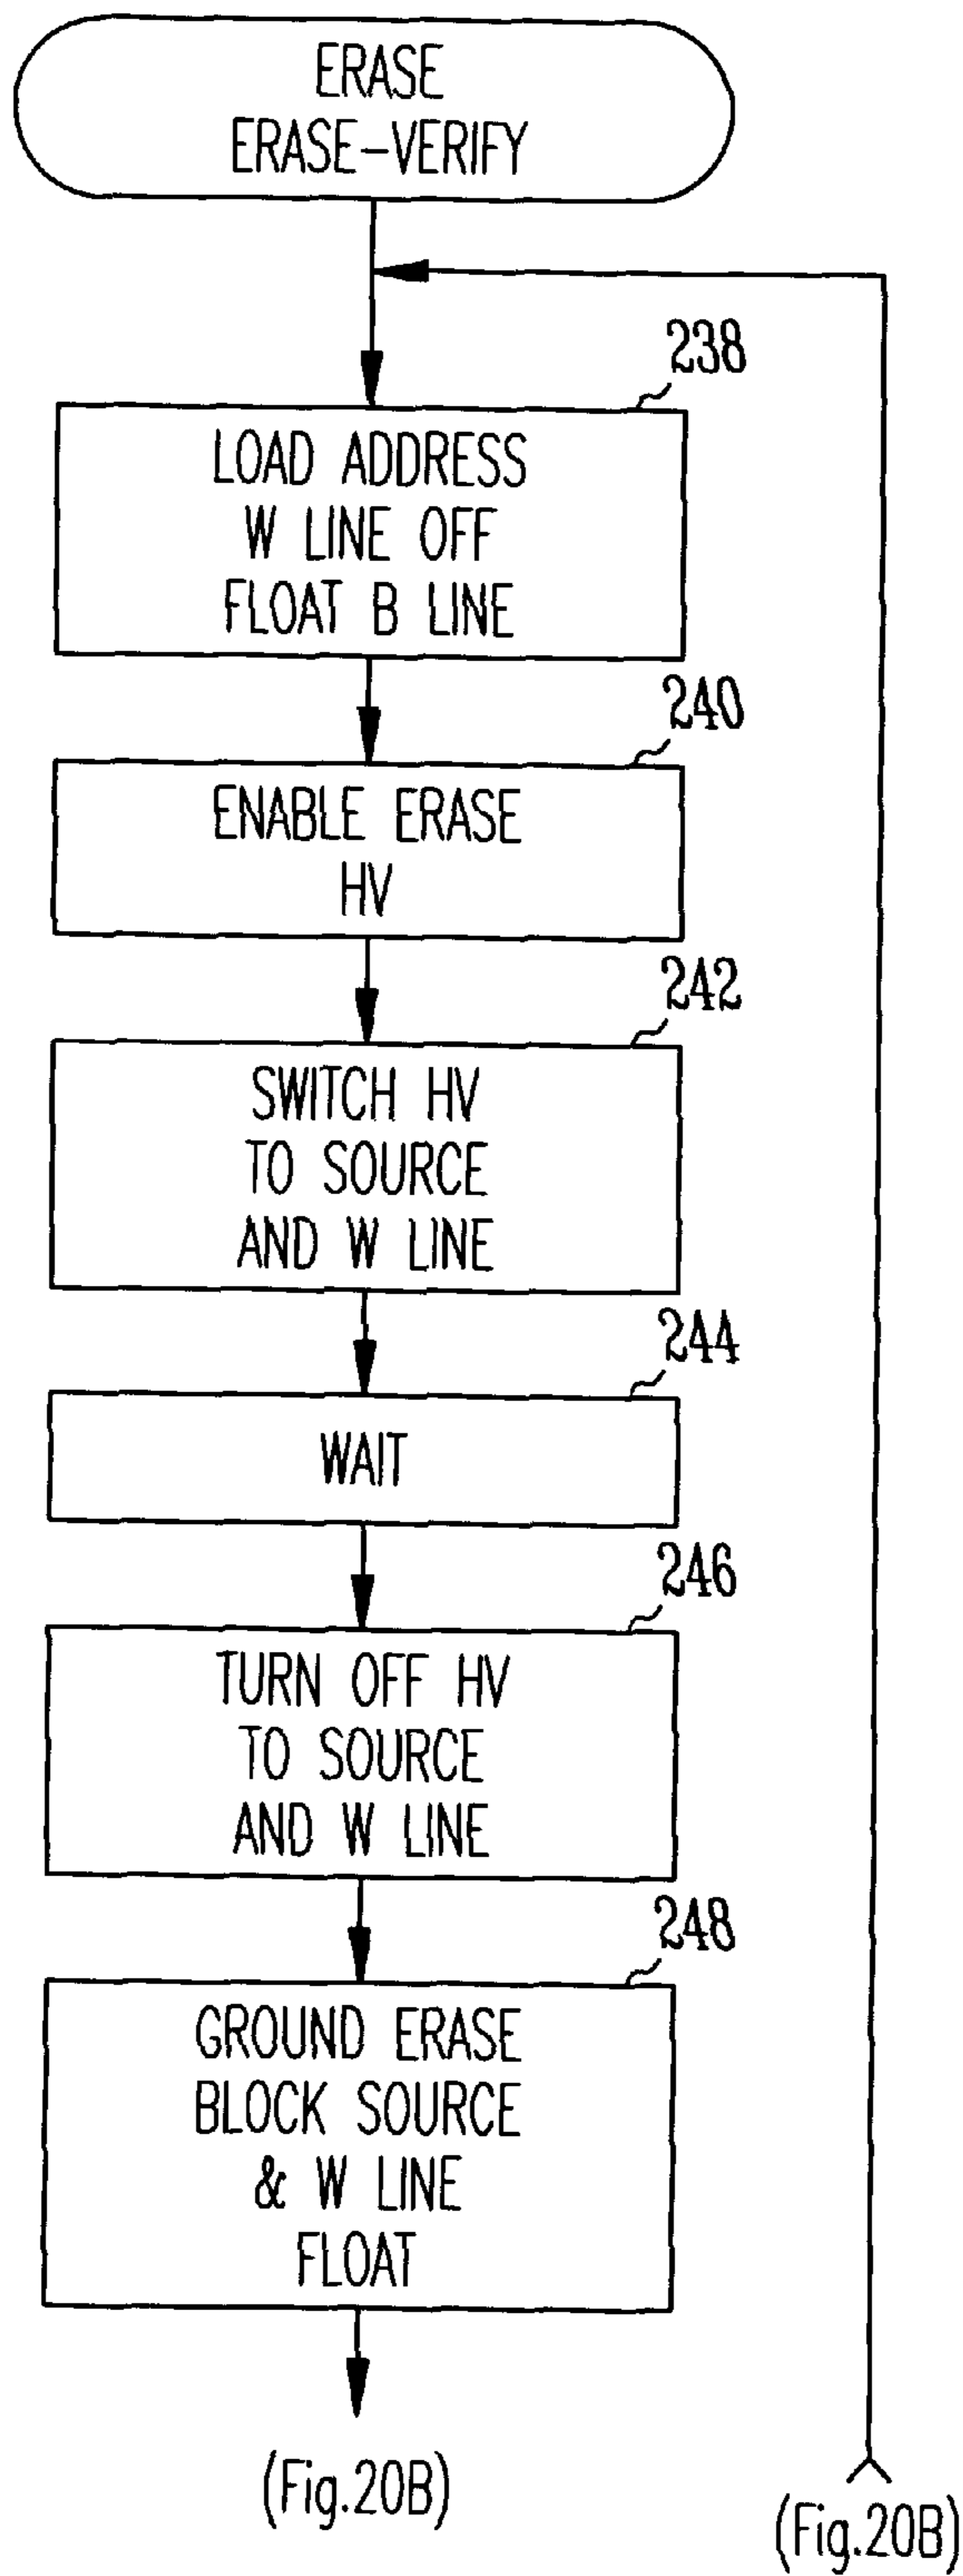 ERASE
ERASE-VERIFY
238
LOAD ADDRESS
W LINE OFF
FLOAT B LINE
240
ENABLE ERASE
HV
242
SWITCH HV
TO SOURCE
AND W LINE
244
WAIT
246
TURN OFF HV
TO SOURCE
AND W LINE
248
GROUND ERASE
BLOCK SOURCE
& W LINE
FLOAT
(Fig.20B)
(Fig.20B)